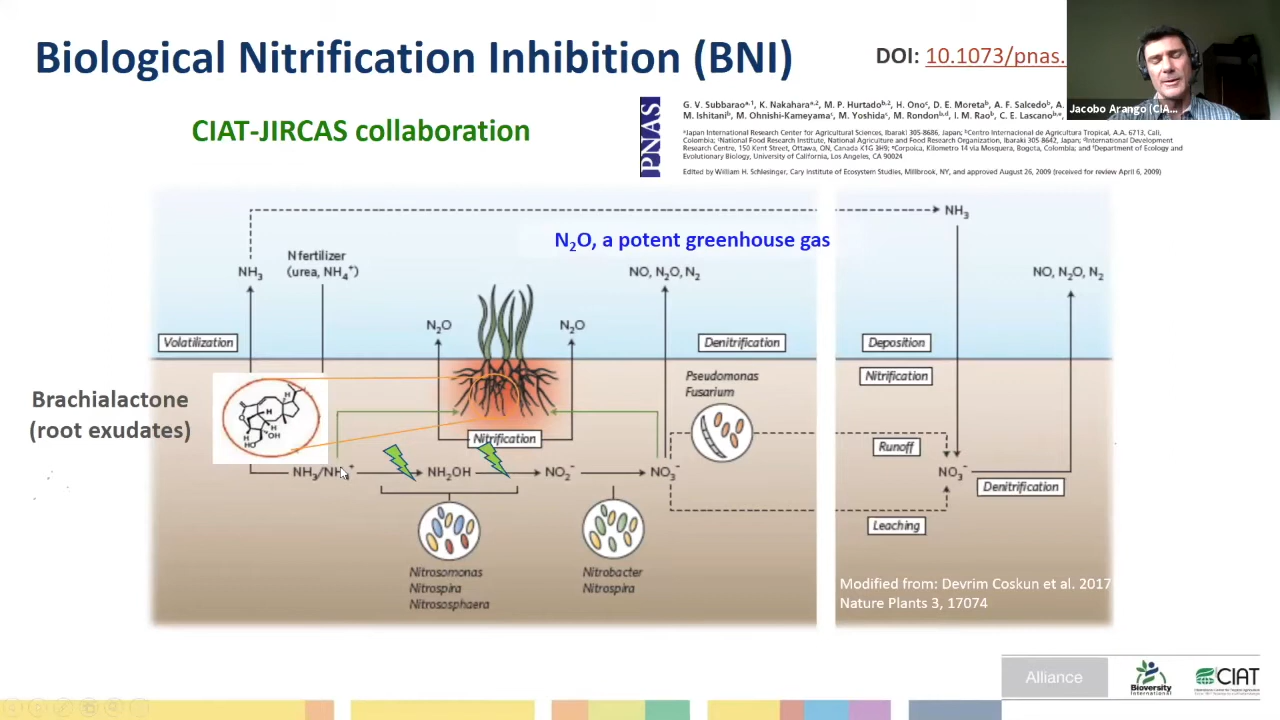 Biological Nitrification Inhibition (BNI)
DOI: 10.1073/pnas.
Jacobo Arango (CIA...
CIAT-JIRCAS collaboration
PNAS
G. V. Subbarao^a,1, K. Nakahara^a,2, M. P. Hurtado^b,2, H. Ono^c, D. E. Moreta^b, A. F. Salcedo^b, A.
M. Ishitani^b, M. Ohnishi-Kameyama^c, M. Yoshida^c, M. Rondon^b,d, I. M. Rao^b, C. E. Lascano^b,e,
^aJapan International Research Center for Agricultural Sciences, Ibaraki 305-8686, Japan; ^bCentro Internacional de Agricultura Tropical, A.A. 6713, Cali,
Colombia; ^cNational Food Research Institute, National Agriculture and Food Research Organization, Ibaraki 305-8642, Japan; ^dInternational Development
Research Centre, 150 Kent Street, Ottawa, ON, Canada K1G 3H9; ^eCorpoica, Kilometro 14 via Mosquera, Bogota, Colombia; and ^fDepartment of Ecology and
Evolutionary Biology, University of California, Los Angeles, CA 90024
Edited by William H. Schlesinger, Cary Institute of Ecosystem Studies, Millbrook, NY, and approved August 26, 2009 (received for review April 6, 2009)
NH₃
N₂O, a potent greenhouse gas
N fertilizer
(urea, NH₄⁺)
NH₃
NO, N₂O, N₂
NO, N₂O, N₂
N₂O
N₂O
Volatilization
Denitrification
Deposition
Nitrification
Pseudomonas
Fusarium
Brachialactone
(root exudates)
H
H
H
HO
OH
Nitrification
Runoff
NH₃/NH₄⁺
NH₂OH
NO₂⁻
NO₃⁻
NO₃⁻
Denitrification
Leaching
Nitrosomonas
Nitrospira
Nitrososphaera
Nitrobacter
Nitrospira
Modified from: Devrim Coskun et al. 2017
Nature Plants 3, 17074
Alliance
Bioversity
International
CIAT